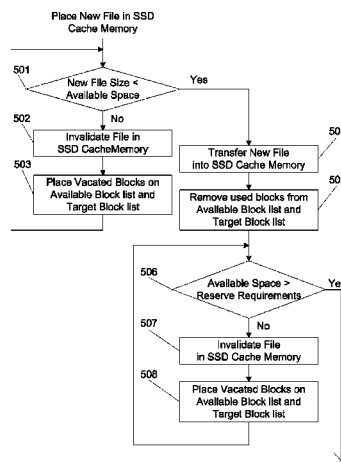 Place New File in SSD
Cache Memory
501
New File Size <
Available Space
Yes
No
502
Invalidate File in
SSD CacheMemory
503
Place Vacated Blocks on
Available Block list and
Target Block list
Transfer New File
into SSD Cache Memory
Remove used blocks from
Available Block list and
Target Block list
506
Available Space >
Reserve Requirements
No
507
Invalidate File
in SSD Cache Memory
508
Place Vacated Blocks on
Available Block list and
Target Block list